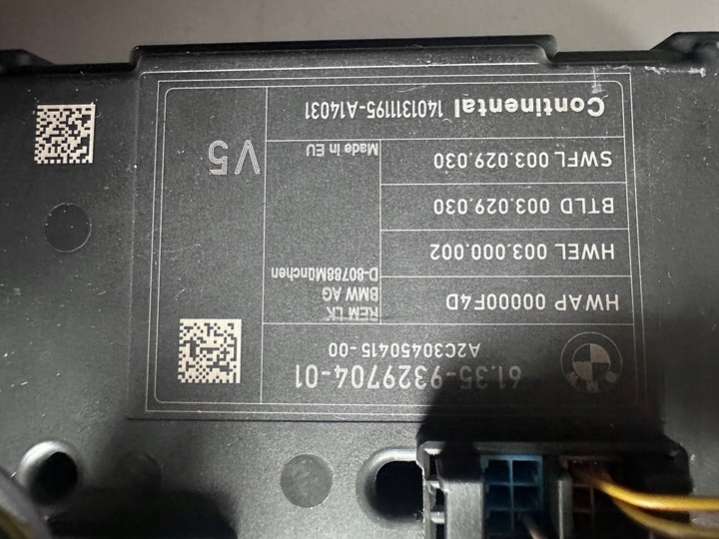 61.35-9329704-01
A2C30450415-00
HWAP 00000F4D
HWEL 003.000.002
BTLD 003.029.030
SWFL 003.029.030
REM LK
BMW AG
D-80788München
Made in EU
V5
Continental 1401311195-A14031